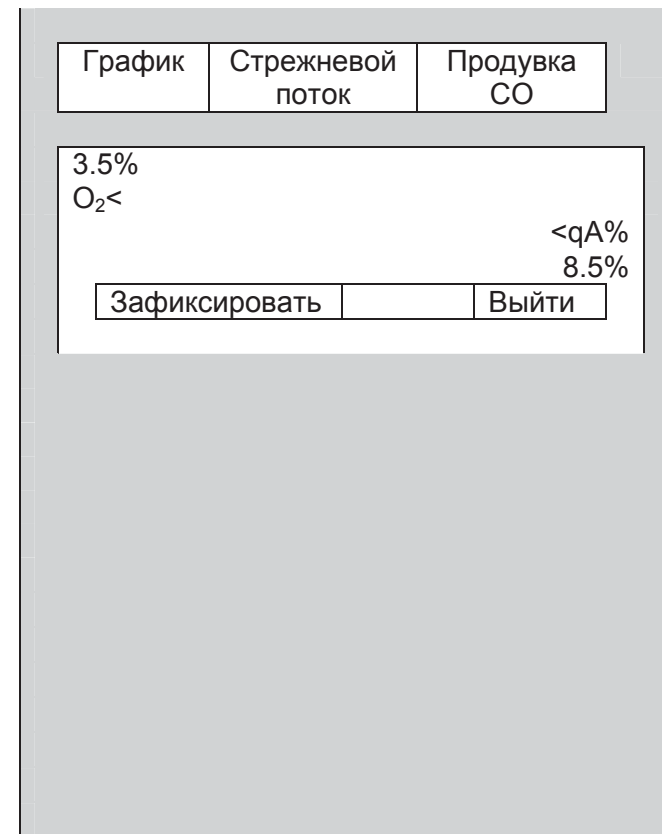 График Стрежневой Продувка
поток CO
3.5%
O₂<
<qA%
8.5%
Зафиксировать Выйти